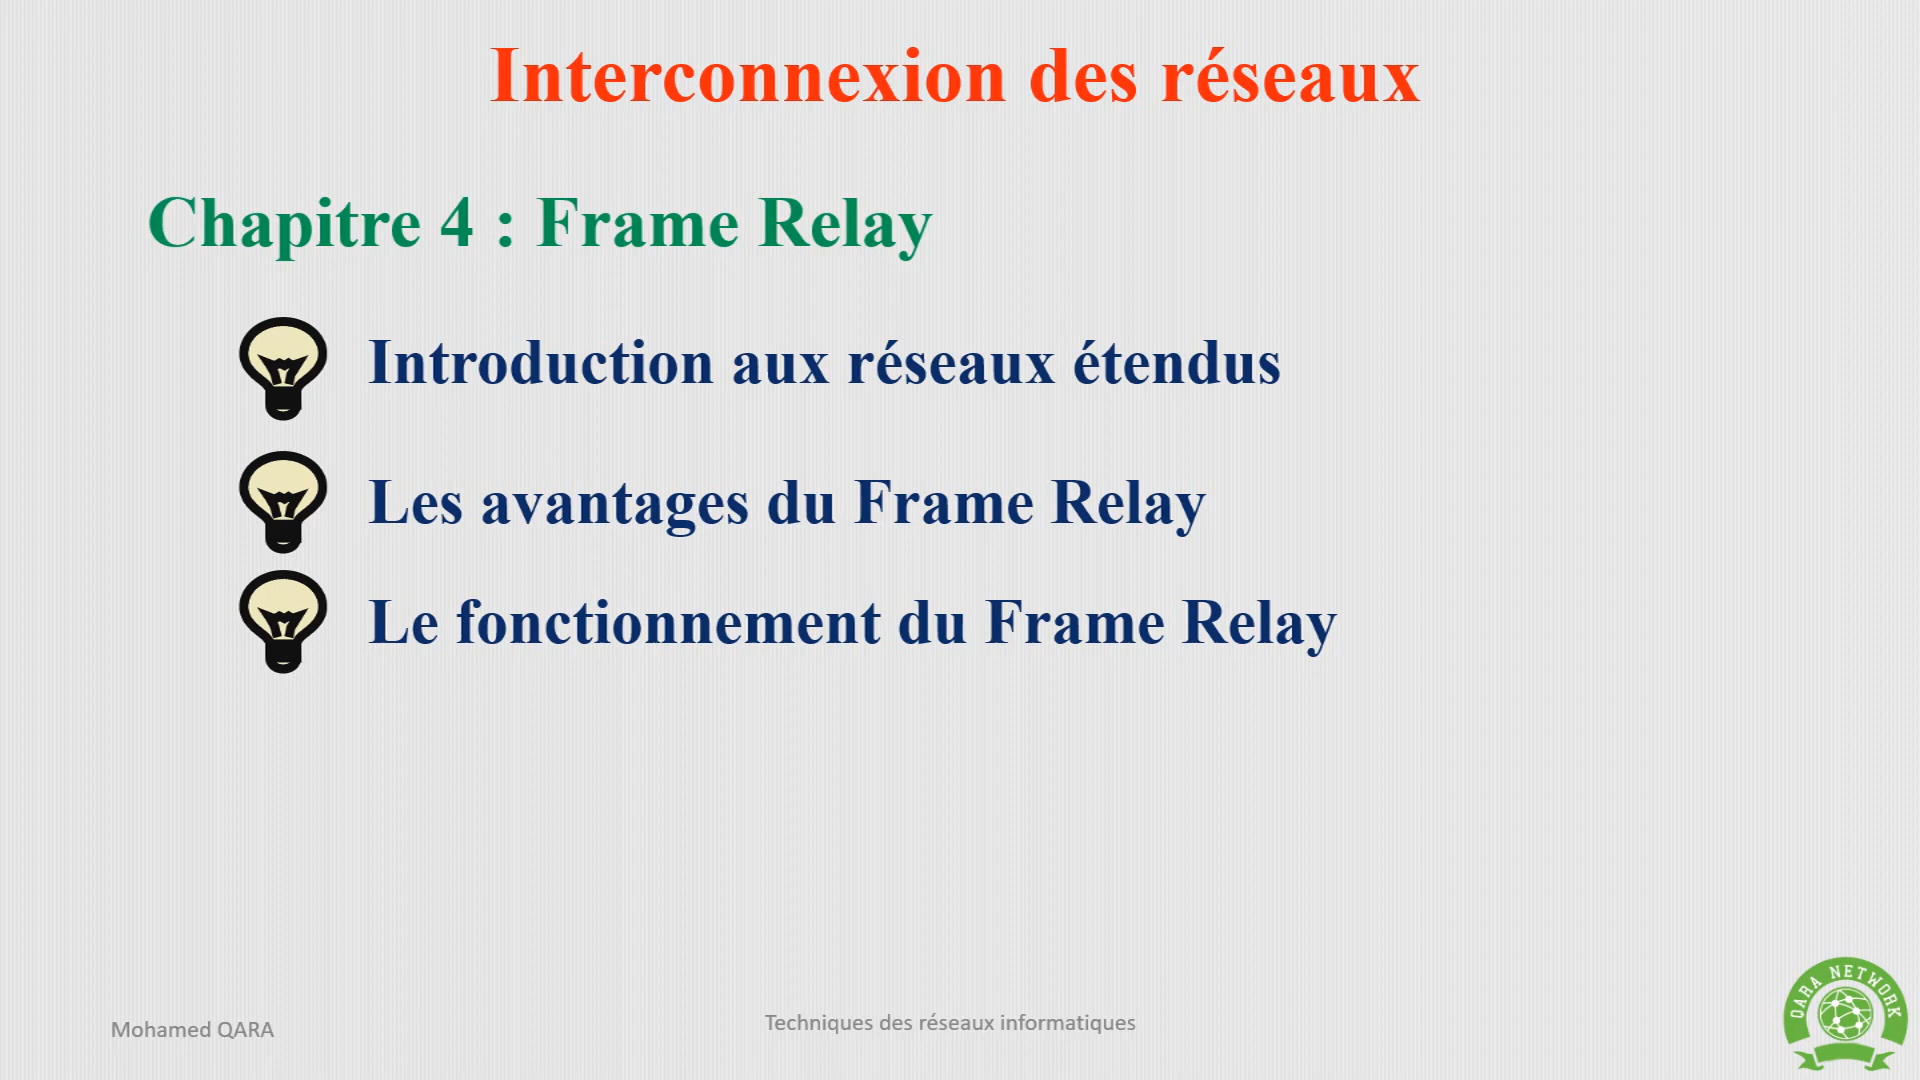 Interconnexion des réseaux
Chapitre 4 : Frame Relay
Introduction aux réseaux étendus
Les avantages du Frame Relay
Le fonctionnement du Frame Relay
Mohamed QARA
Techniques des réseaux informatiques
QARA NETWORK